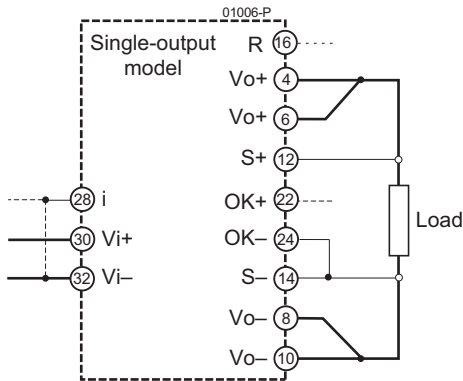 01006-P
Single-output
model
R 16
Vo+ 4
Vo+ 6
S+ 12
28 i
OK+ 22
Load
30 Vi+
OK– 24
32 Vi–
S– 14
Vo– 8
Vo– 10